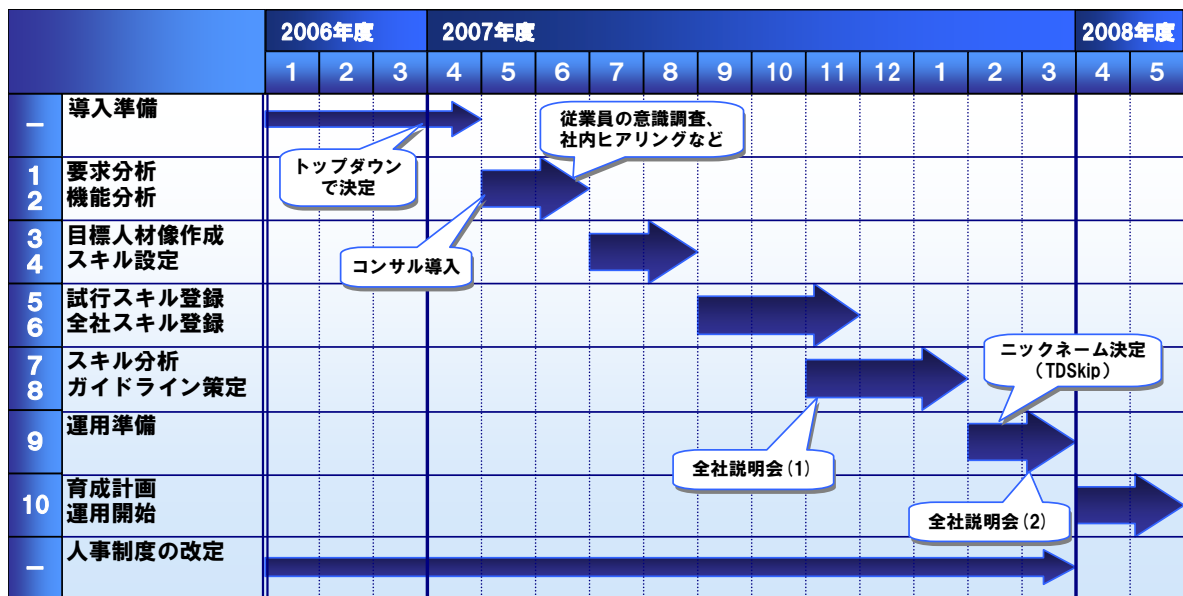 2006年度 2007年度 2008年度
1 2 3 4 5 6 7 8 9 10 11 12 1 2 3 4 5
－ 導入準備
従業員の意識調査、
社内ヒアリングなど
トップダウン
で決定
1 要求分析
2 機能分析
コンサル導入
3 目標人材像作成
4 スキル設定
5 試行スキル登録
6 全社スキル登録
7 スキル分析
8 ガイドライン策定
ニックネーム決定
（TDSkip）
9 運用準備
全社説明会(1)
10 育成計画
運用開始
全社説明会(2)
－ 人事制度の改定